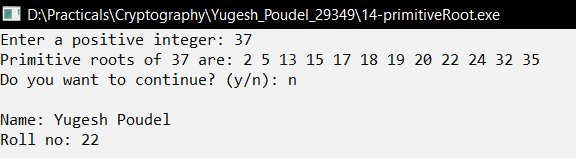 D:\Practicals\Cryptography\Yugesh_Poudel_29349\14-primitiveRoot.exe
Enter a positive integer: 37
Primitive roots of 37 are: 2 5 13 15 17 18 19 20 22 24 32 35
Do you want to continue? (y/n): n
Name: Yugesh Poudel
Roll no: 22